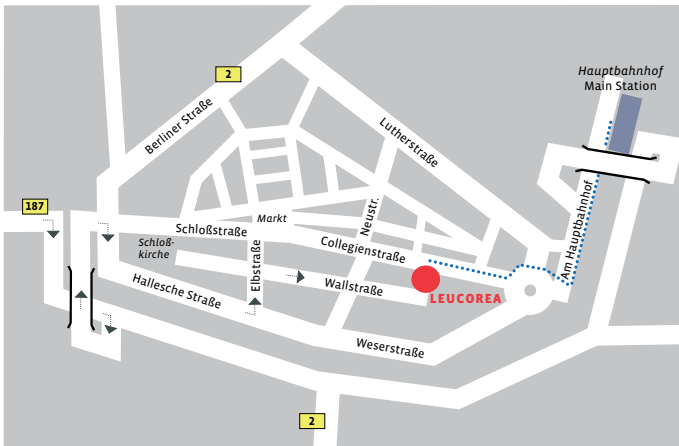 Hauptbahnhof
Main Station
2
Berliner Straße
Lutherstraße
187
Neustr.
Markt
Schloßstraße
Schloß-
kirche
Collegienstraße
Am Hauptbahnhof
Elbstraße
Hallesche Straße
Wallstraße
LEUCOREA
Weserstraße
2